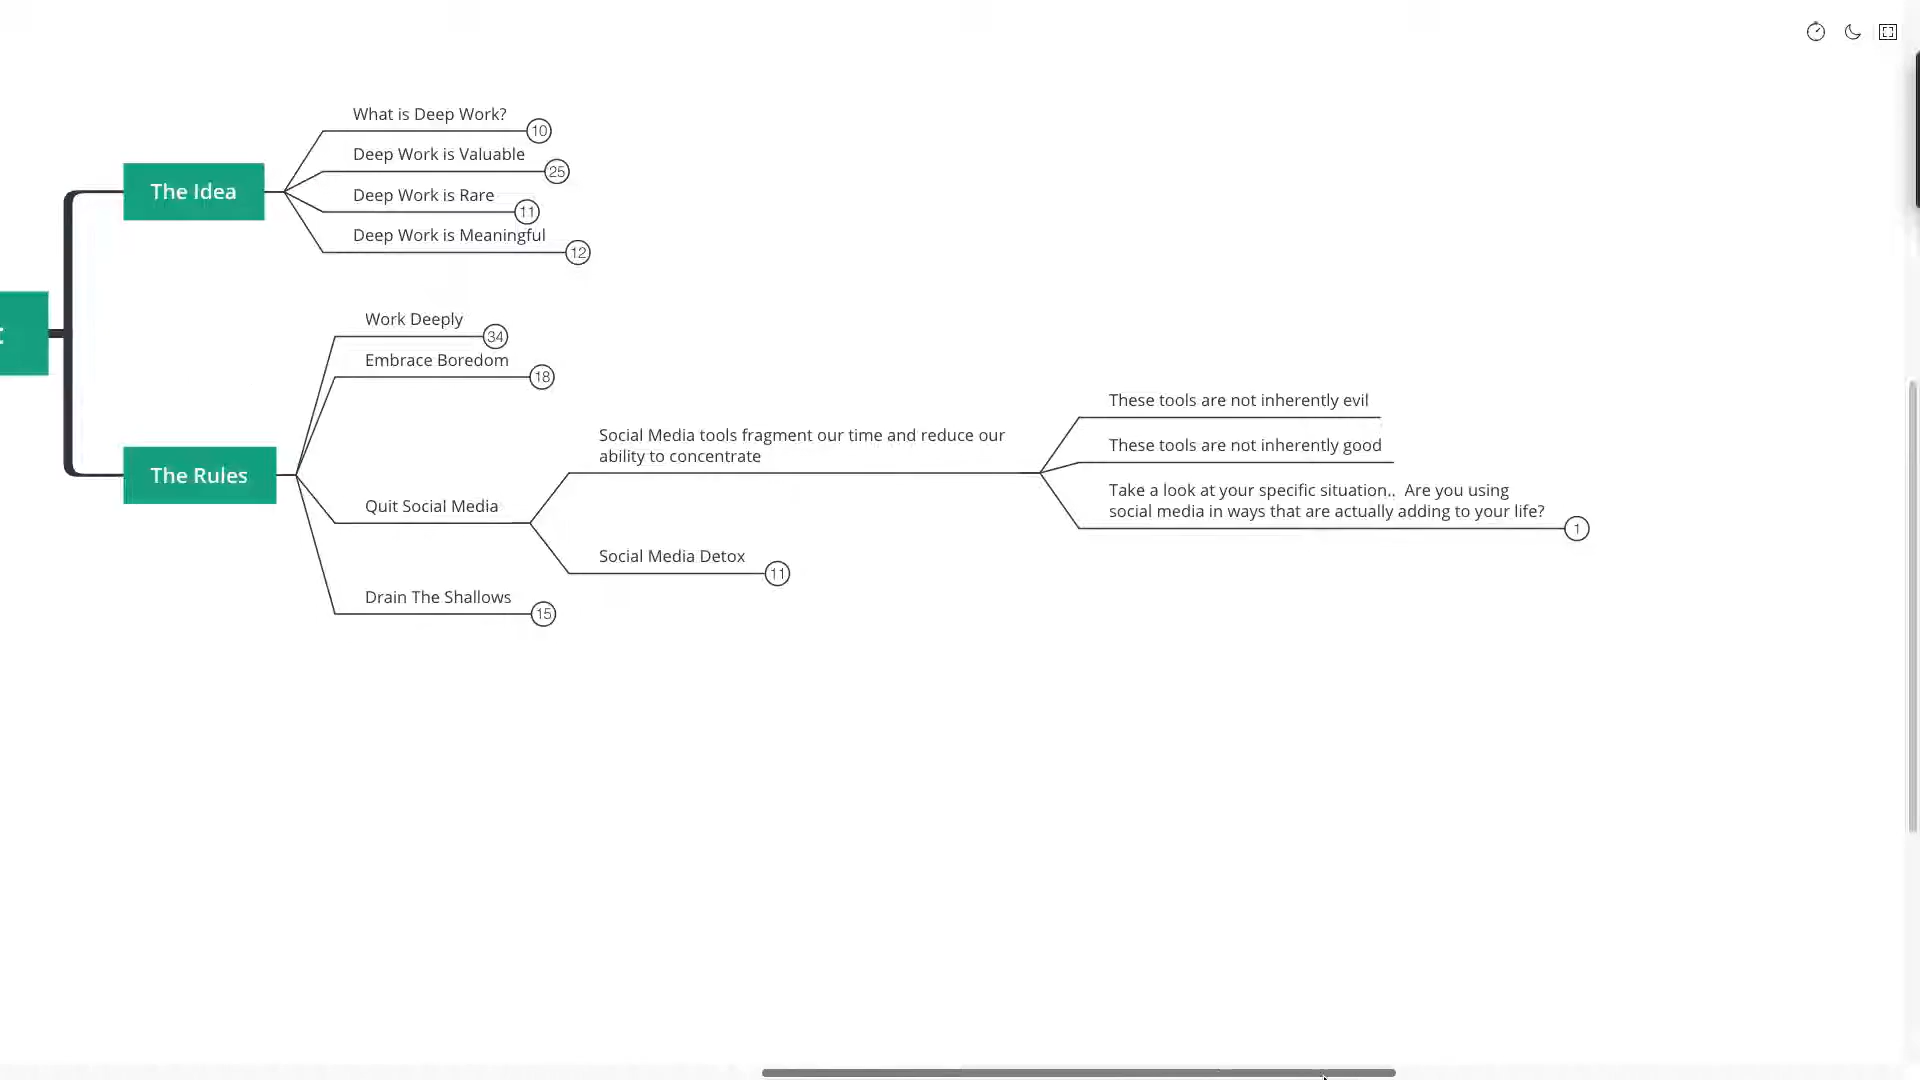 What is Deep Work?
10
Deep Work is Valuable
25
The Idea
Deep Work is Rare
11
Deep Work is Meaningful
12
Work Deeply
34
Embrace Boredom
18
The Rules
Quit Social Media
Social Media tools fragment our time and reduce our
ability to concentrate
These tools are not inherently evil
These tools are not inherently good
Take a look at your specific situation..  Are you using
social media in ways that are actually adding to your life?
1
Social Media Detox
11
Drain The Shallows
15